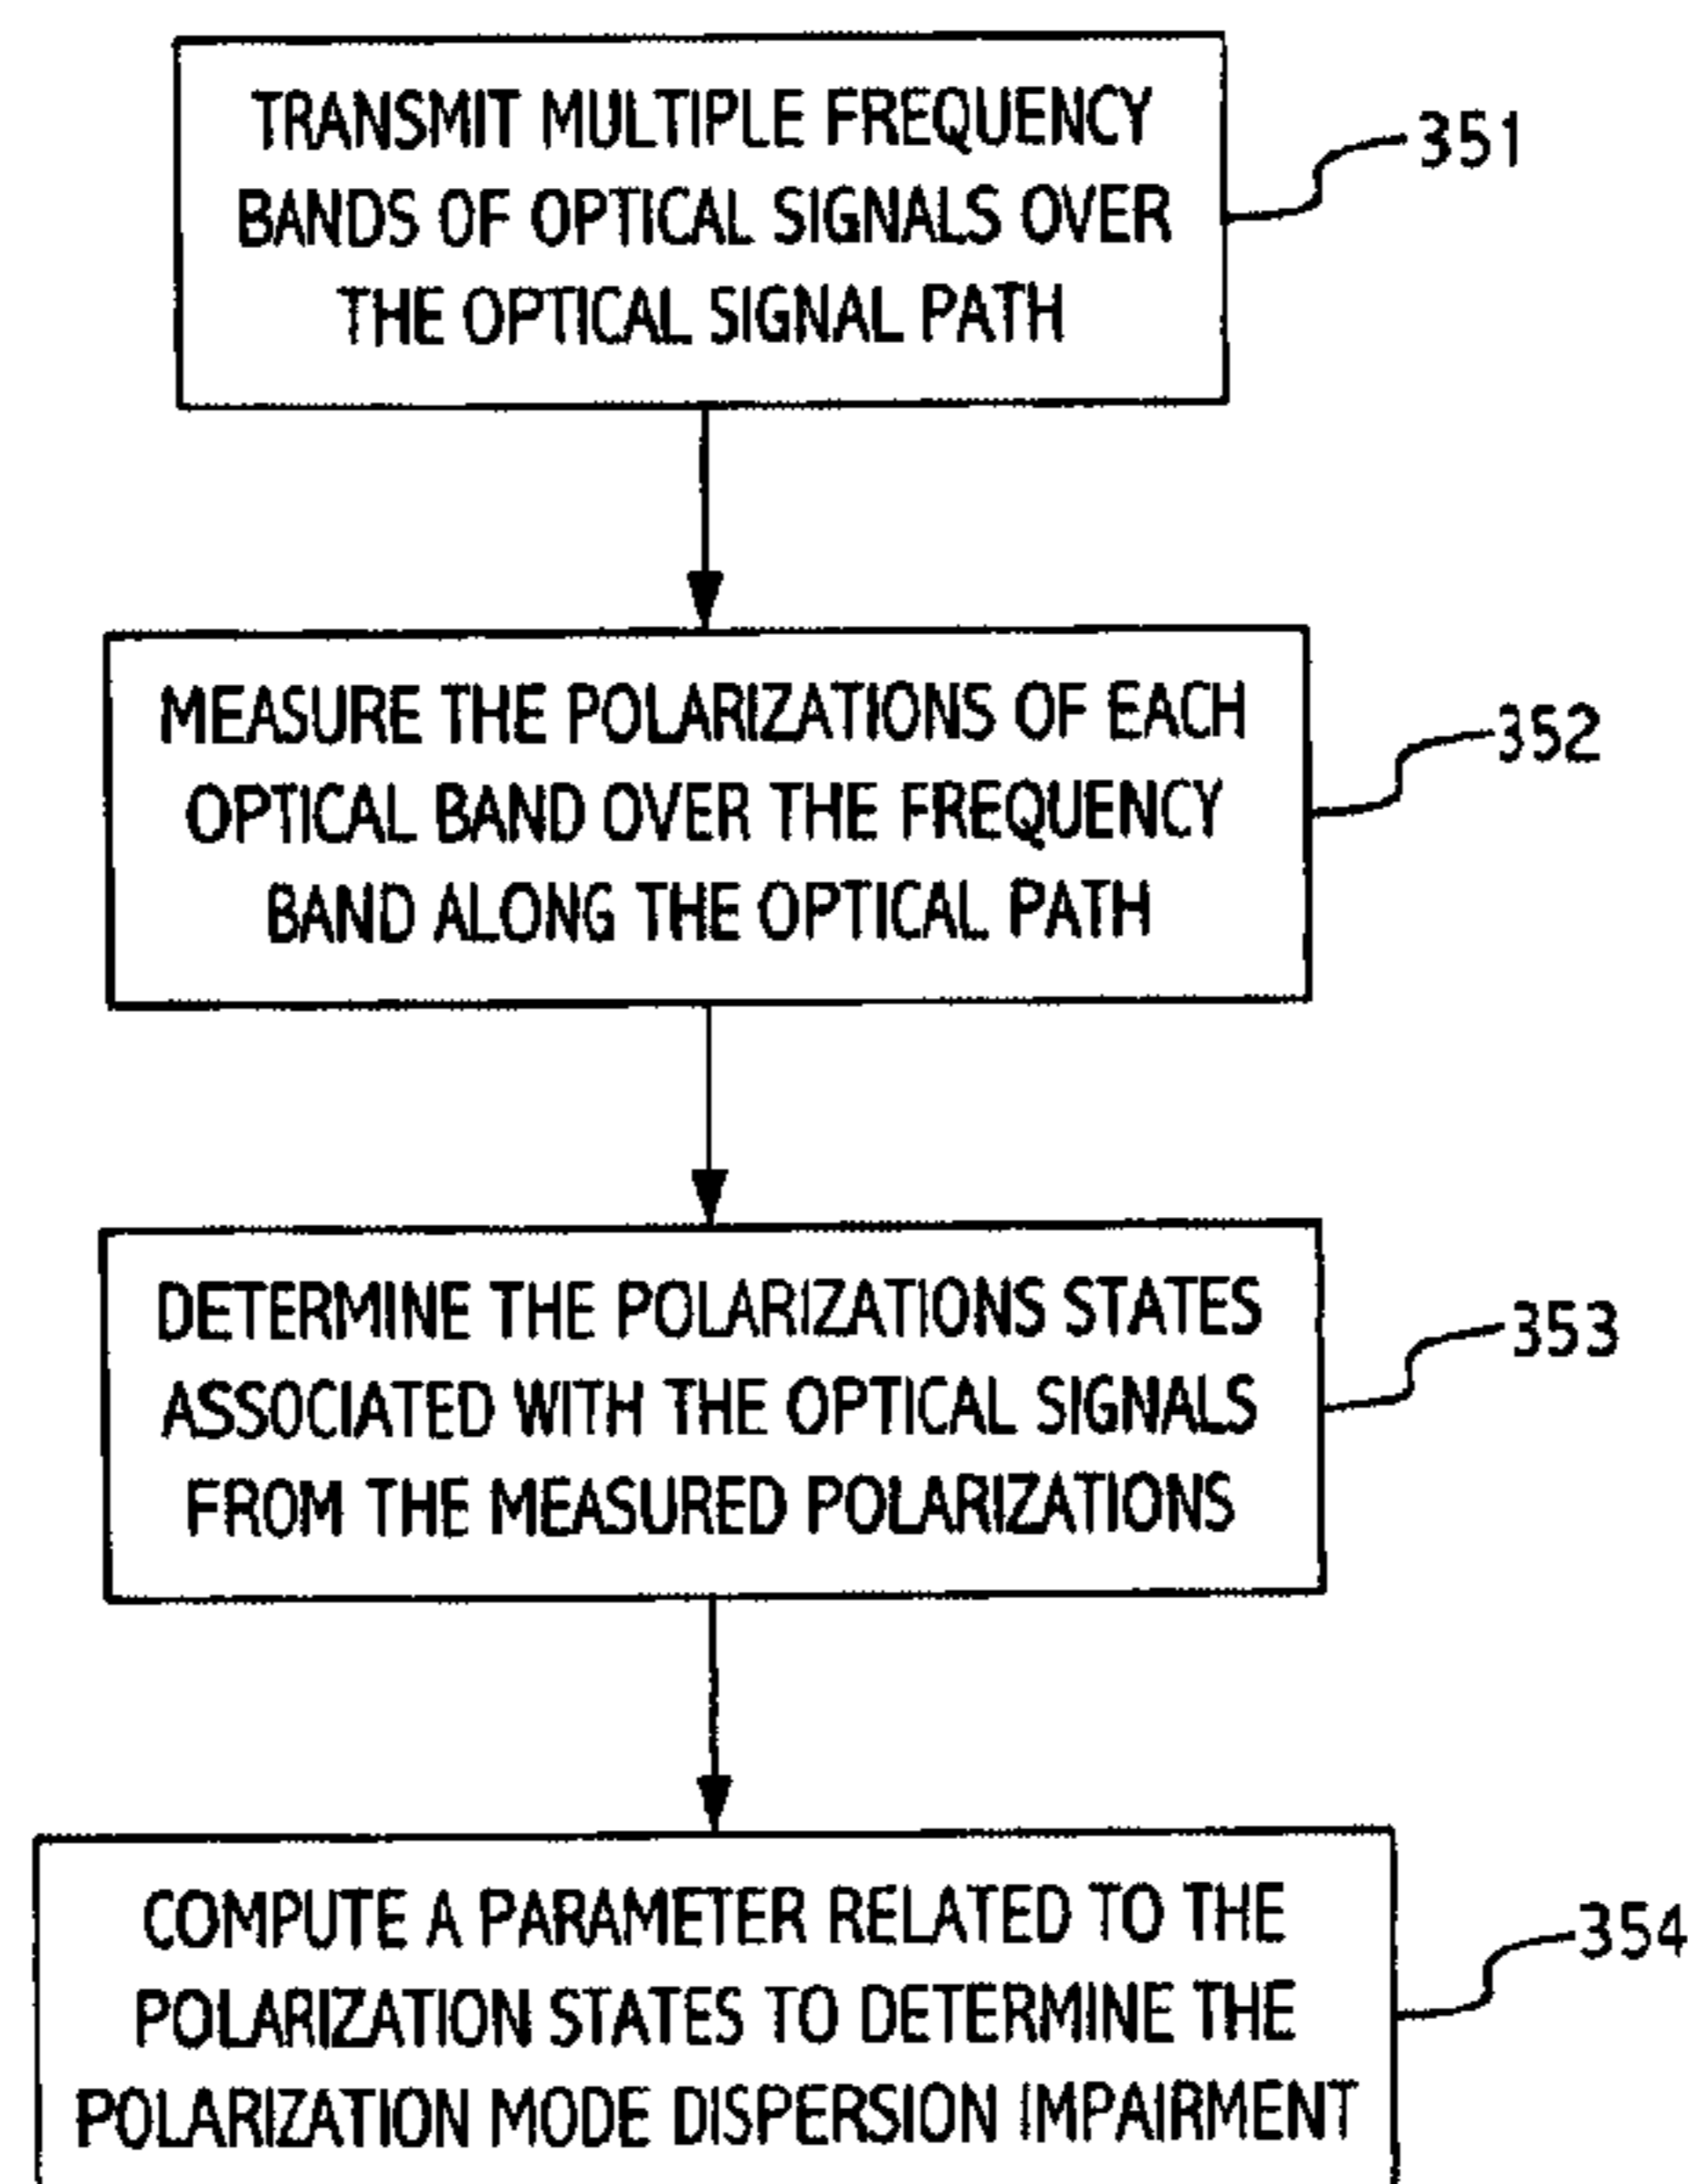 TRANSMIT MULTIPLE FREQUENCY
BANDS OF OPTICAL SIGNALS OVER
THE OPTICAL SIGNAL PATH
351
MEASURE THE POLARIZATIONS OF EACH
OPTICAL BAND OVER THE FREQUENCY
BAND ALONG THE OPTICAL PATH
352
DETERMINE THE POLARIZATIONS STATES
ASSOCIATED WITH THE OPTICAL SIGNALS
FROM THE MEASURED POLARIZATIONS
353
COMPUTE A PARAMETER RELATED TO THE
POLARIZATION STATES TO DETERMINE THE
POLARIZATION MODE DISPERSION IMPAIRMENT
354